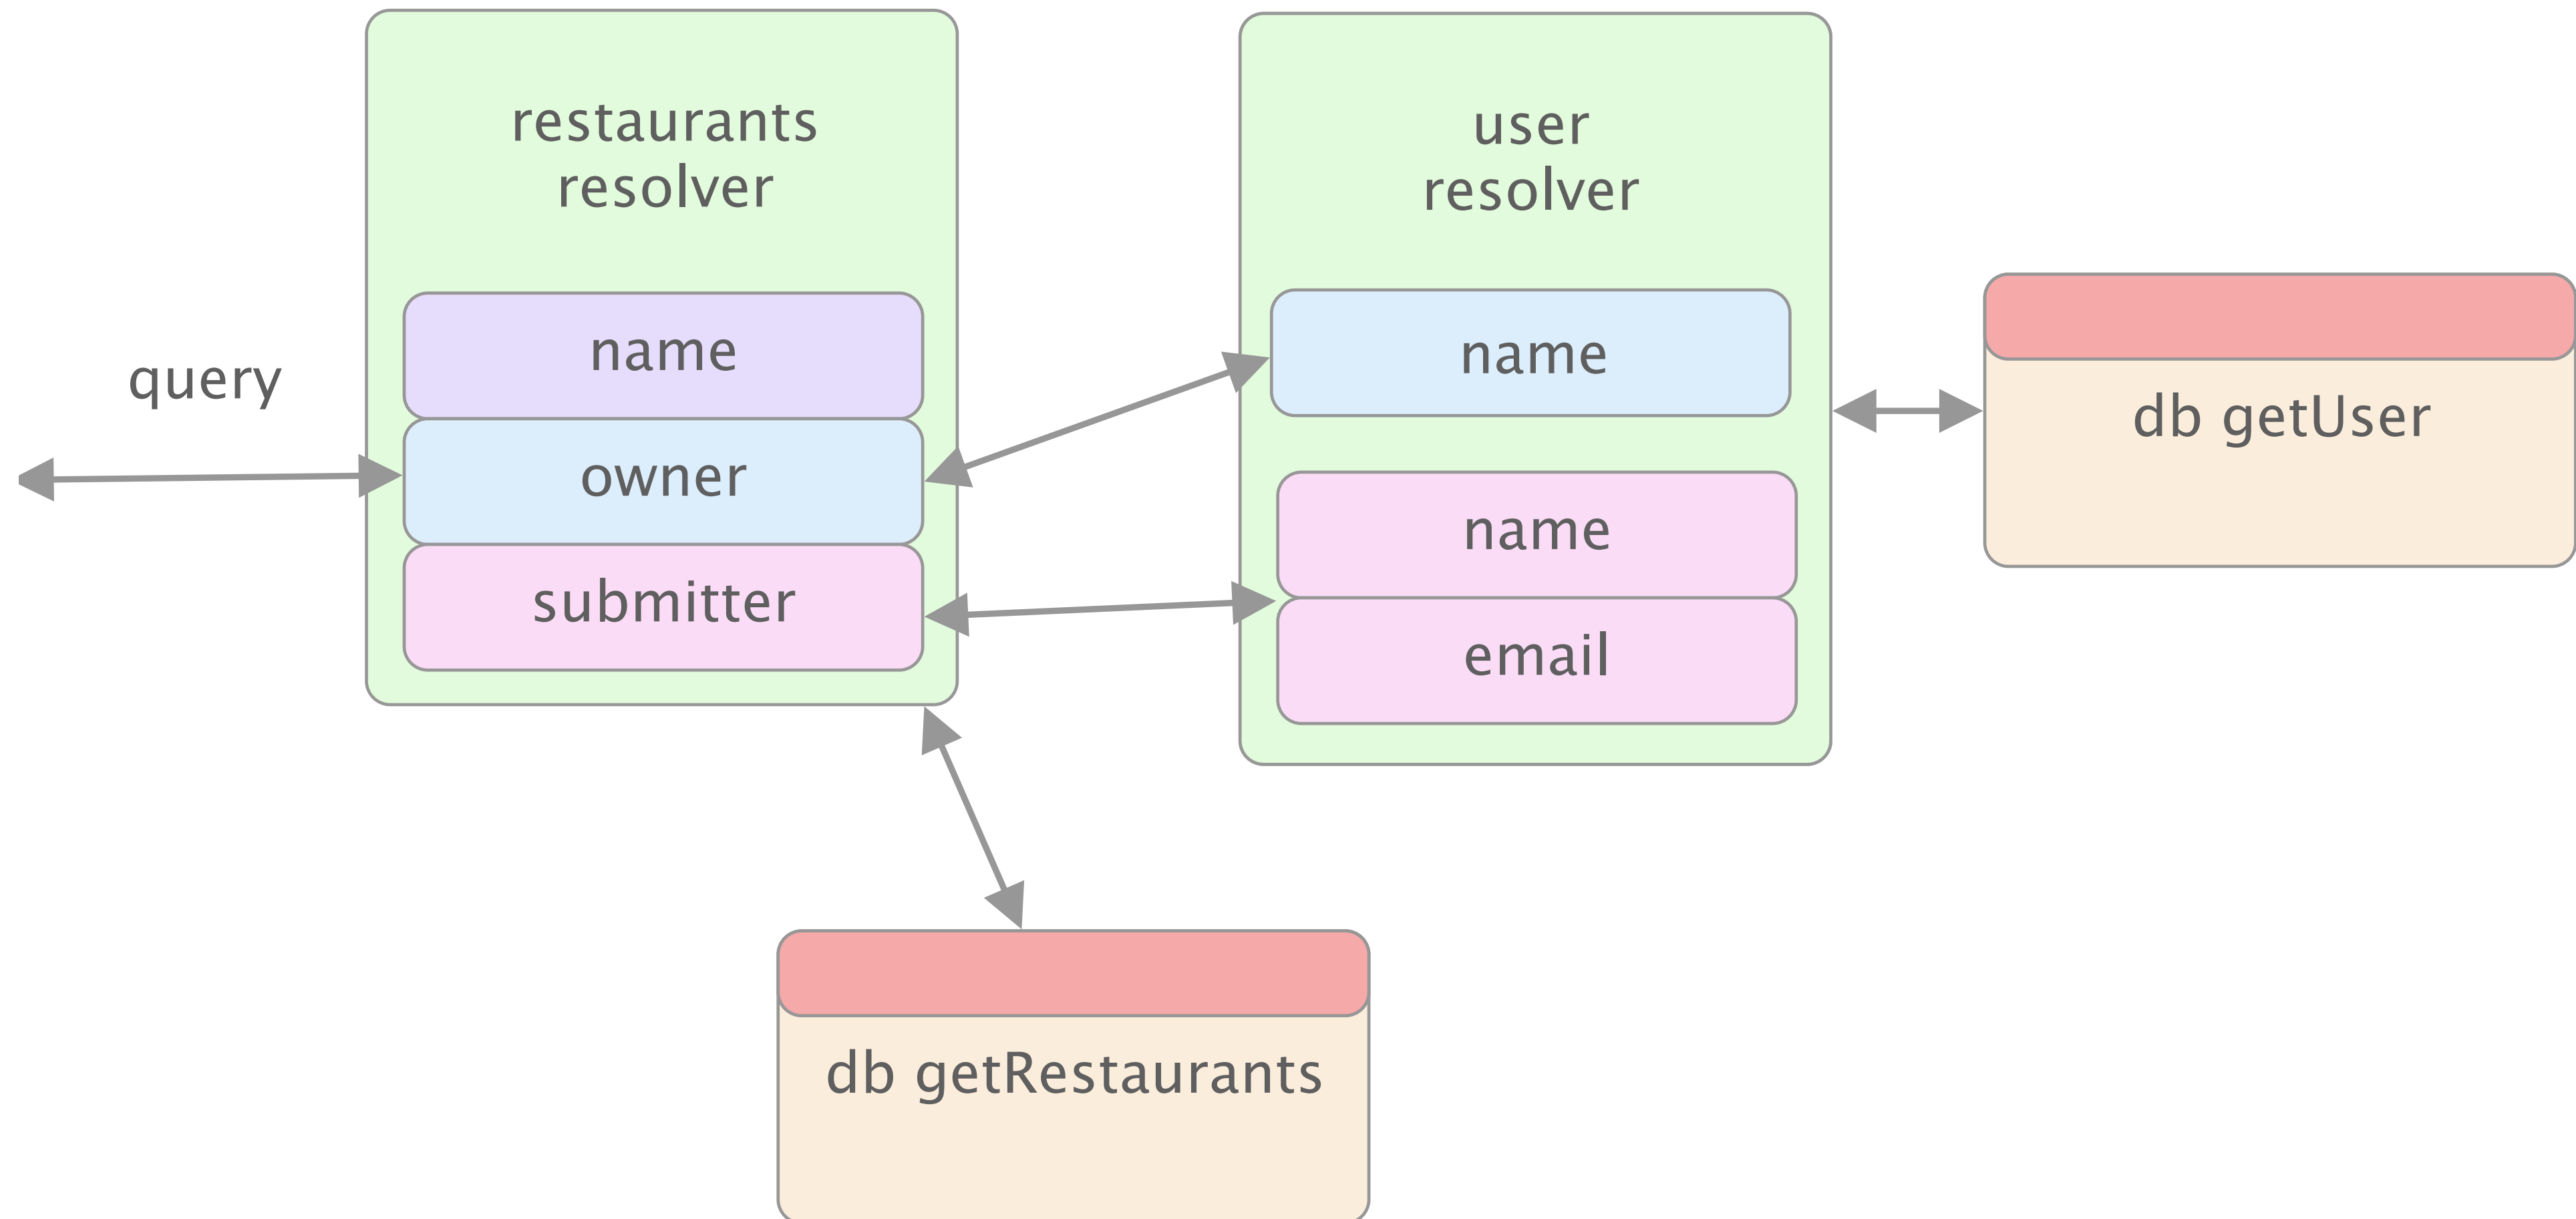 query
restaurants
resolver
name
owner
submitter
user
resolver
name
name
email
db getUser
db getRestaurants